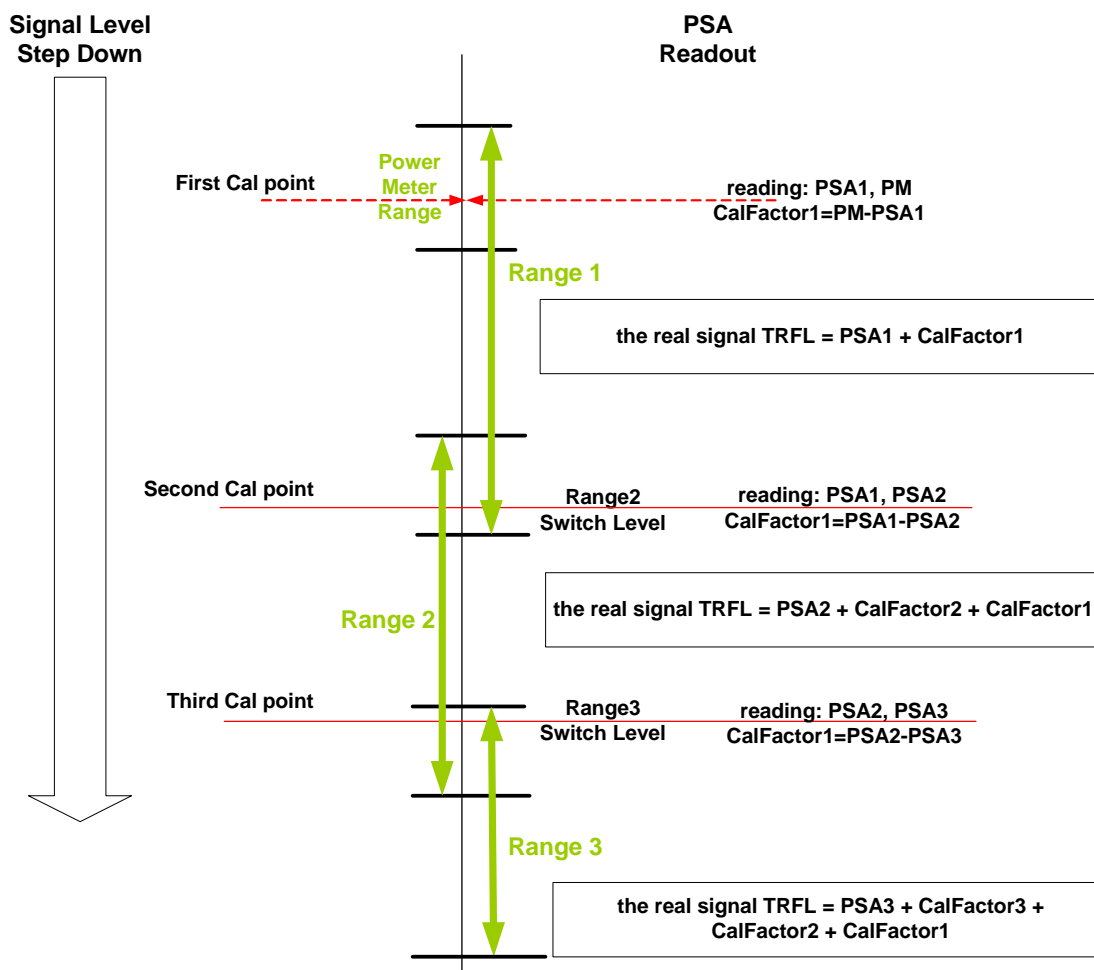 Signal Level
Step Down
PSA
Readout
Power
Meter
Range
First Cal point
reading: PSA1, PM
CalFactor1=PM-PSA1
Range 1
the real signal TRFL = PSA1 + CalFactor1
Second Cal point
Range2
Switch Level
reading: PSA1, PSA2
CalFactor1=PSA1-PSA2
the real signal TRFL = PSA2 + CalFactor2 + CalFactor1
Range 2
Third Cal point
Range3
Switch Level
reading: PSA2, PSA3
CalFactor1=PSA2-PSA3
Range 3
the real signal TRFL = PSA3 + CalFactor3 +
CalFactor2 + CalFactor1